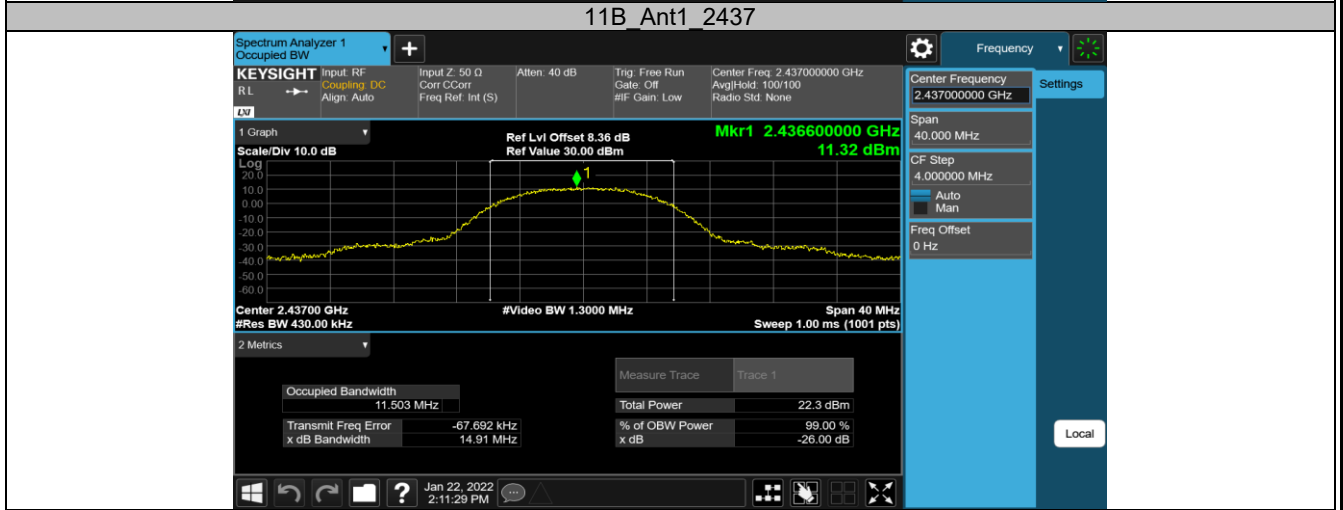 11B_Ant1_2437
Spectrum Analyzer 1
Occupied BW
+
Frequency
KEYSIGHT
RL
LXI
Input: RF
Coupling: DC
Align: Auto
Input Z: 50 Ω
Corr CCorr
Freq Ref: Int (S)
Atten: 40 dB
Trig: Free Run
Gate: Off
#IF Gain: Low
Center Freq: 2.437000000 GHz
Avg|Hold: 100/100
Radio Std: None
Center Frequency
2.437000000 GHz
Settings
Span
40.000 MHz
CF Step
4.000000 MHz
Auto
Man
Freq Offset
0 Hz
Local
1 Graph
Scale/Div 10.0 dB
Ref Lvl Offset 8.36 dB
Ref Value 30.00 dBm
Mkr1 2.436600000 GHz
11.32 dBm
Log
20.0
10.0
0.00
-10.0
-20.0
-30.0
-40.0
-50.0
-60.0
1
Center 2.43700 GHz
#Res BW 430.00 kHz
#Video BW 1.3000 MHz
Span 40 MHz
Sweep 1.00 ms (1001 pts)
2 Metrics
Measure Trace Trace 1
Occupied Bandwidth
11.503 MHz
Total Power 22.3 dBm
Transmit Freq Error -67.692 kHz
% of OBW Power 99.00 %
x dB Bandwidth 14.91 MHz
x dB -26.00 dB
?
Jan 22, 2022
2:11:29 PM